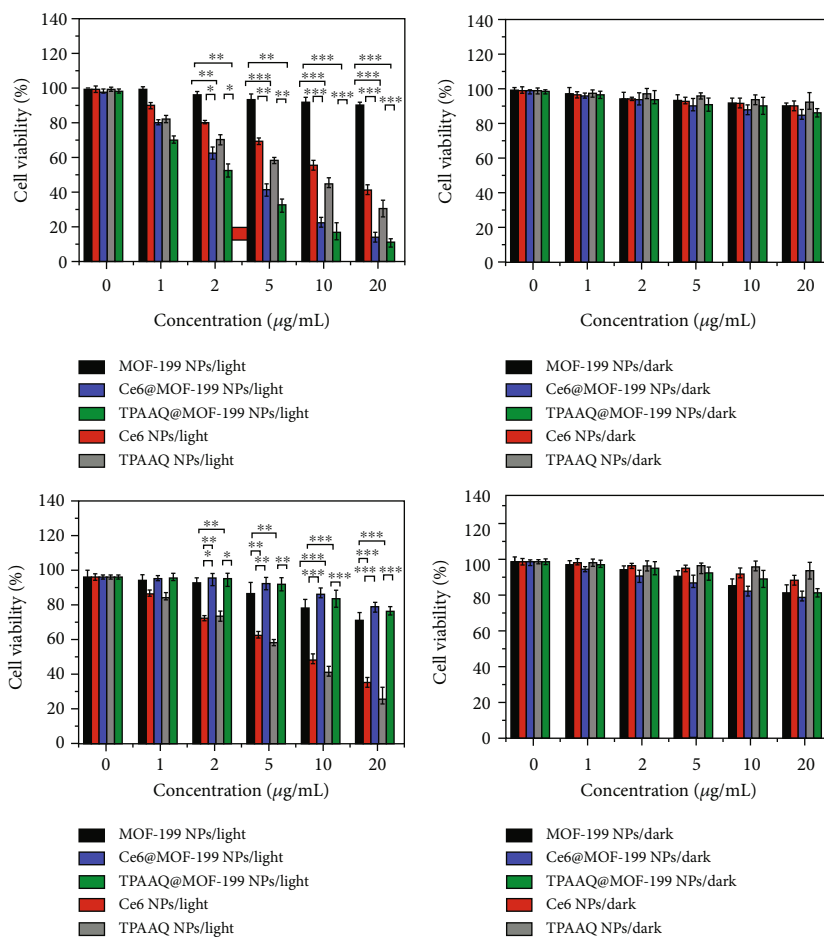 140
120
100
80
60
40
20
0
Cell viability (%)
** ** *** ***
** *** *** ***
* * ** ** *** *** *** ***
0 1 2 5 10 20
Concentration (μg/mL)
MOF-199 NPs/light
Ce6@MOF-199 NPs/light
TPAAQ@MOF-199 NPs/light
Ce6 NPs/light
TPAAQ NPs/light
140
120
100
80
60
40
20
0
Cell viability (%)
0 1 2 5 10 20
Concentration (μg/mL)
MOF-199 NPs/dark
Ce6@MOF-199 NPs/dark
TPAAQ@MOF-199 NPs/dark
Ce6 NPs/dark
TPAAQ NPs/dark
140
120
100
80
60
40
20
0
Cell viability (%)
** ** *** ***
** ** *** ***
* * ** ** *** *** *** ***
0 1 2 5 10 20
Concentration (μg/mL)
MOF-199 NPs/light
Ce6@MOF-199 NPs/light
TPAAQ@MOF-199 NPs/light
Ce6 NPs/light
TPAAQ NPs/light
140
120
100
80
60
40
20
0
Cell viability (%)
0 1 2 5 10 20
Concentration (μg/mL)
MOF-199 NPs/dark
Ce6@MOF-199 NPs/dark
TPAAQ@MOF-199 NPs/dark
Ce6 NPs/dark
TPAAQ NPs/dark